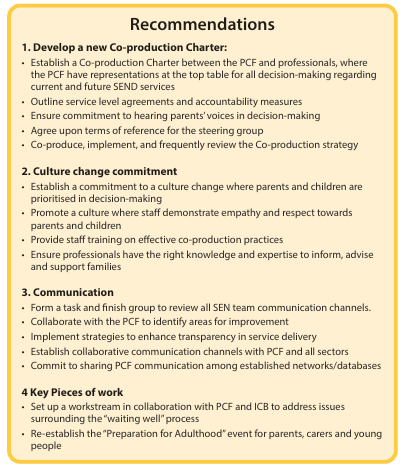 Recommendations
1. Develop a new Co-production Charter:
• Establish a Co-production Charter between the PCF and professionals, where
the PCF have representations at the top table for all decision-making regarding
current and future SEND services
• Outline service level agreements and accountability measures
• Ensure commitment to hearing parents' voices in decision-making
• Agree upon terms of reference for the steering group
• Co-produce, implement, and frequently review the Co-production strategy
2. Culture change commitment
• Establish a commitment to a culture change where parents and children are
prioritised in decision-making
• Promote a culture where staff demonstrate empathy and respect towards
parents and children
• Provide staff training on effective co-production practices
• Ensure professionals have the right knowledge and expertise to inform, advise
and support families
3. Communication
• Form a task and finish group to review all SEN team communication channels.
• Collaborate with the PCF to identify areas for improvement
• Implement strategies to enhance transparency in service delivery
• Establish collaborative communication channels with PCF and all sectors
• Commit to sharing PCF communication among established networks/databases
4 Key Pieces of work
• Set up a workstream in collaboration with PCF and ICB to address issues
surrounding the "waiting well" process
• Re-establish the "Preparation for Adulthood" event for parents, carers and young
people